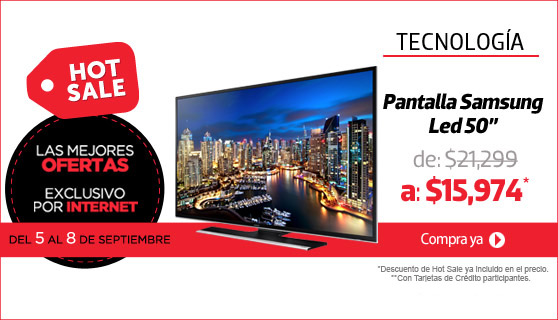 HOT
SALE
LAS MEJORES
OFERTAS
EXCLUSIVO
POR INTERNET
DEL 5 AL 8 DE SEPTIEMBRE
TECNOLOGÍA
Pantalla Samsung
Led 50"
de: $21,299
a: $15,974*
Compra ya
*Descuento de Hot Sale ya incluido en el precio.
**Con Tarjetas de Crédito participantes.